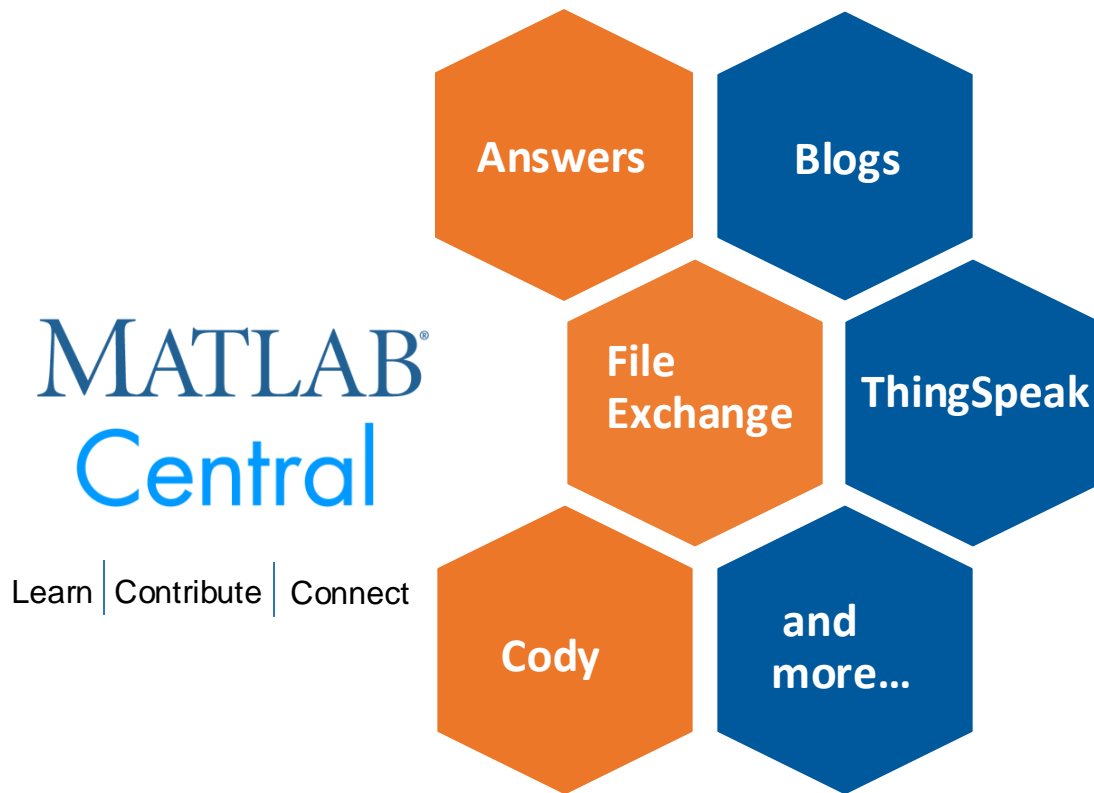 MATLAB®
Central
Learn | Contribute | Connect
Answers
Blogs
File
Exchange
ThingSpeak
Cody
and
more...